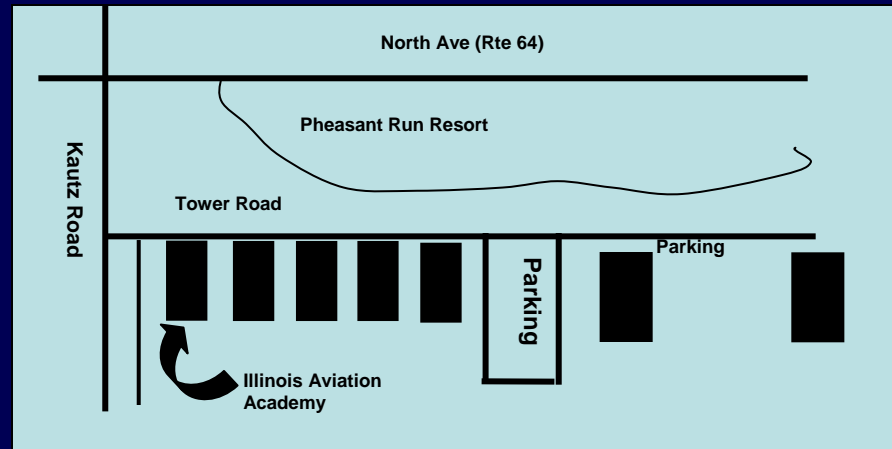 North Ave (Rte 64)
Pheasant Run Resort
Kautz Road
Tower Road
Parking
Parking
Illinois Aviation
Academy